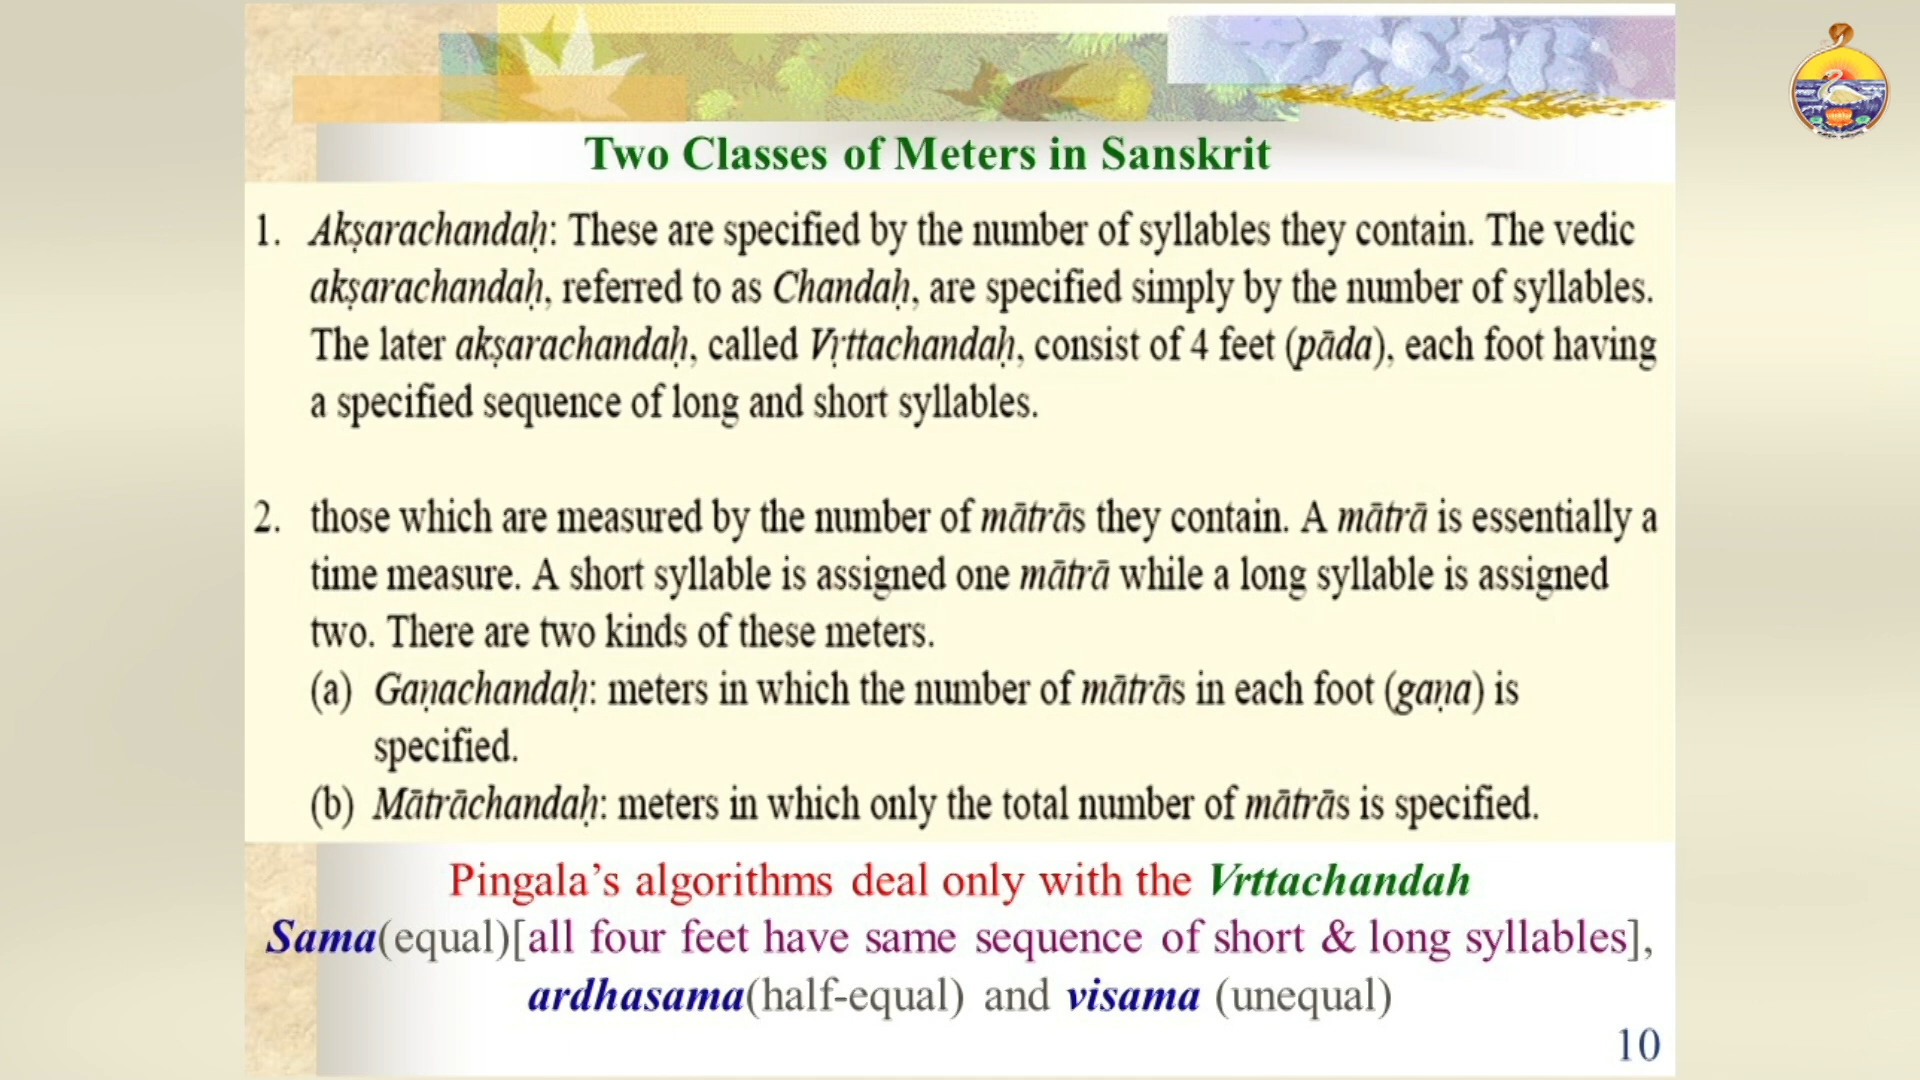 Two Classes of Meters in Sanskrit
1. Akṣarachandaḥ: These are specified by the number of syllables they contain. The vedic
akṣarachandaḥ, referred to as Chandaḥ, are specified simply by the number of syllables.
The later akṣarachandaḥ, called Vṛttachandaḥ, consist of 4 feet (pāda), each foot having
a specified sequence of long and short syllables.
2. those which are measured by the number of mātrās they contain. A mātrā is essentially a
time measure. A short syllable is assigned one mātrā while a long syllable is assigned
two. There are two kinds of these meters.
(a) Gaṇachandaḥ: meters in which the number of mātrās in each foot (gaṇa) is
specified.
(b) Mātrāchandaḥ: meters in which only the total number of mātrās is specified.
Pingala’s algorithms deal only with the Vrttachandah
Sama(equal)[all four feet have same sequence of short & long syllables],
ardhasama(half-equal) and visama (unequal)
10